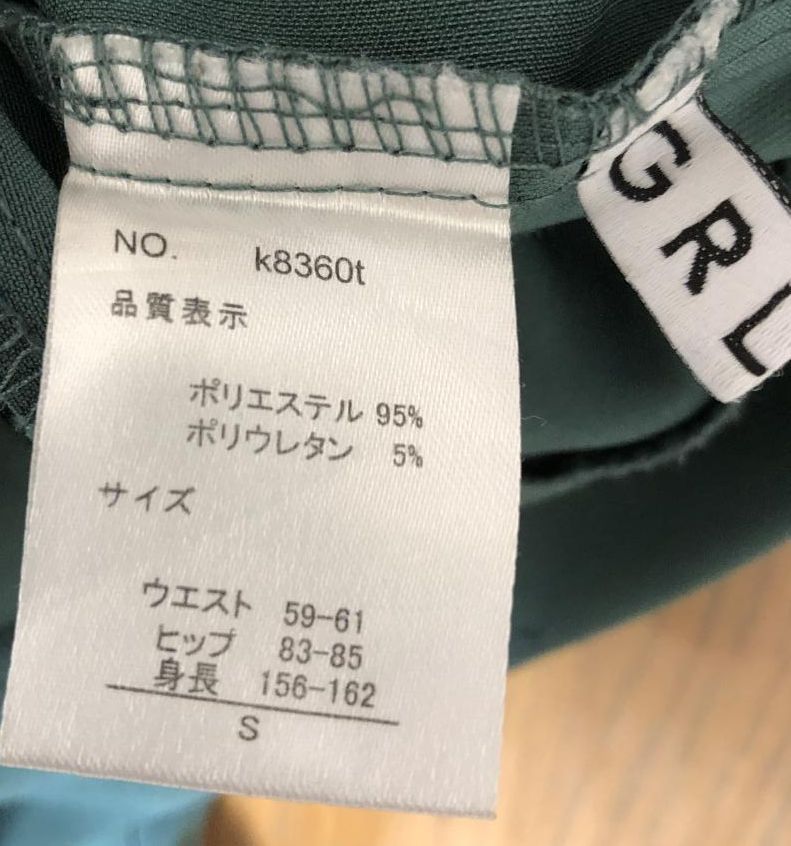 NO. k8360t
品質表示
ポリエステル 95%
ポリウレタン 5%
サイズ
ウエスト 59-61
ヒップ 83-85
身長 156-162
S
GRL